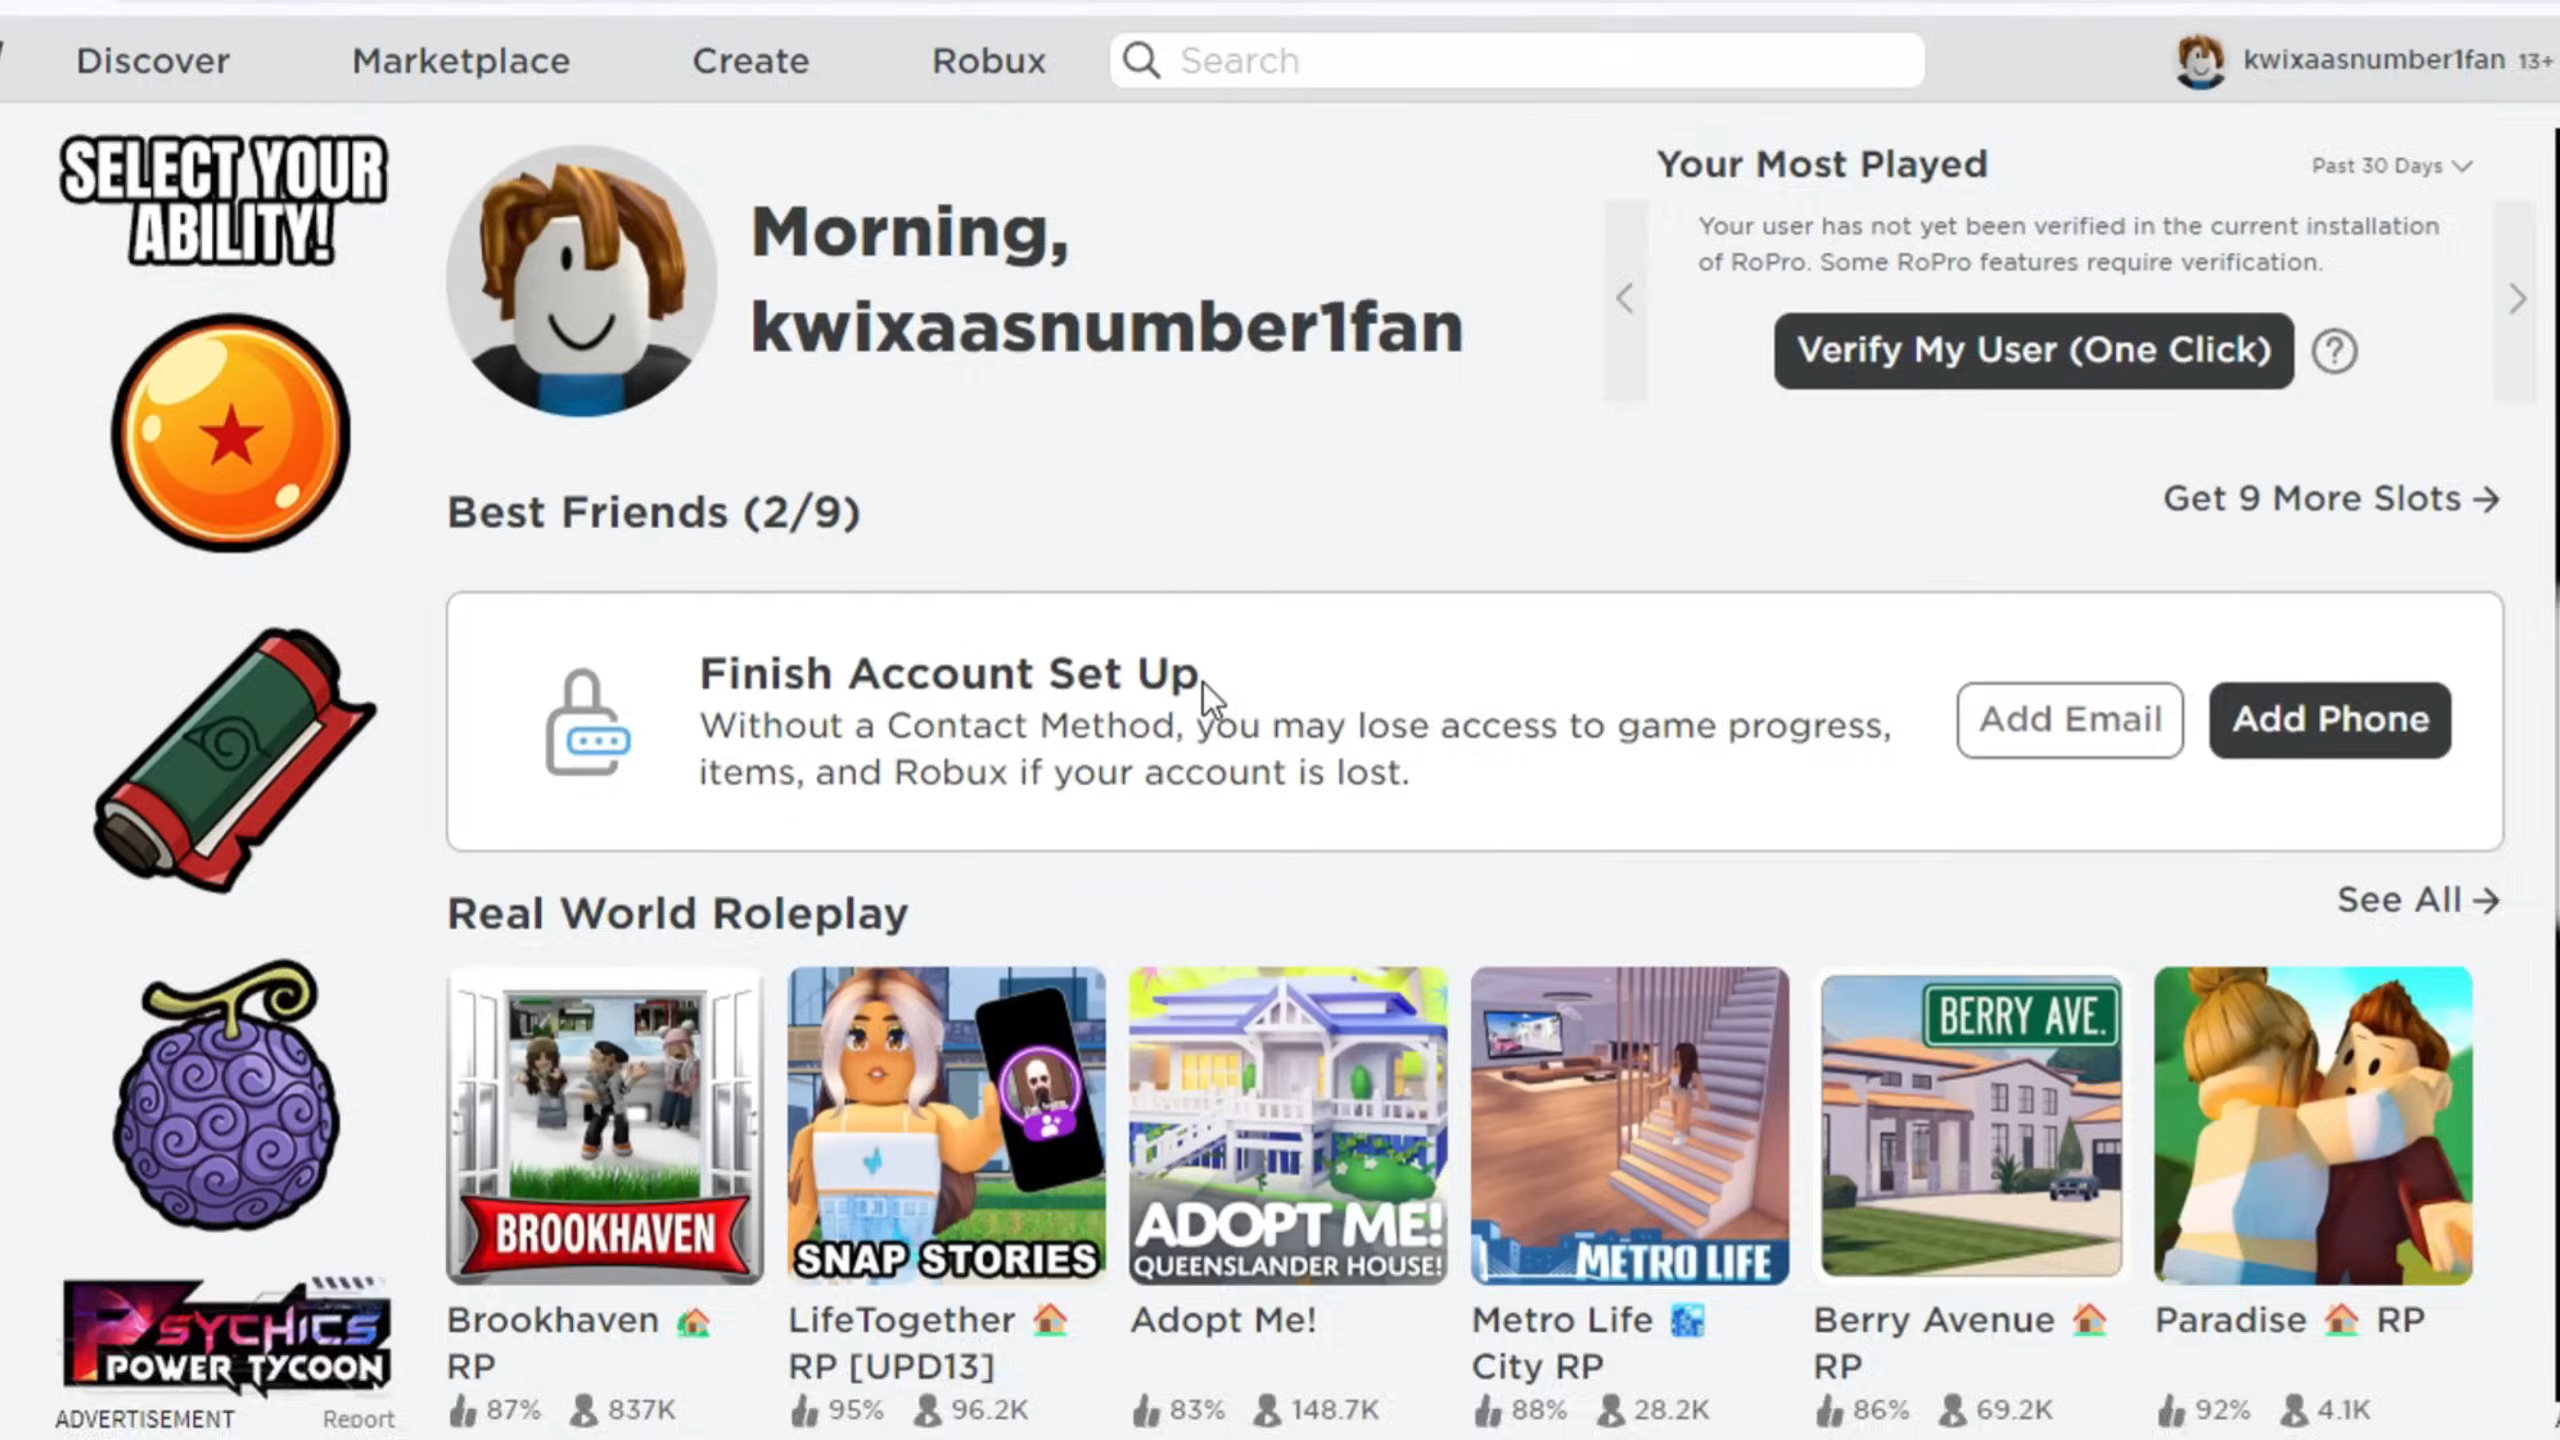 Discover Marketplace Create Robux Search kwixaasnumber1fan 13+
SELECT YOUR
ABILITY!
Morning,
kwixaasnumber1fan
Your Most Played Past 30 Days
Your user has not yet been verified in the current installation
of RoPro. Some RoPro features require verification.
Verify My User (One Click) ?
Best Friends (2/9) Get 9 More Slots →
Finish Account Set Up
Without a Contact Method, you may lose access to game progress,
items, and Robux if your account is lost.
Add Email Add Phone
Real World Roleplay See All →
BROOKHAVEN
SNAP STORIES
ADOPT ME!
QUEENSLANDER HOUSE!
METRO LIFE
BERRY AVE.
Brookhaven 🏠
RP
87% 837K
LifeTogether 🏠
RP [UPD13]
95% 96.2K
Adopt Me!
83% 148.7K
Metro Life 🏙️
City RP
88% 28.2K
Berry Avenue 🏠
RP
86% 69.2K
Paradise 🏠 RP
92% 4.1K
PSYCHICS
POWER TYCOON
ADVERTISEMENT Report